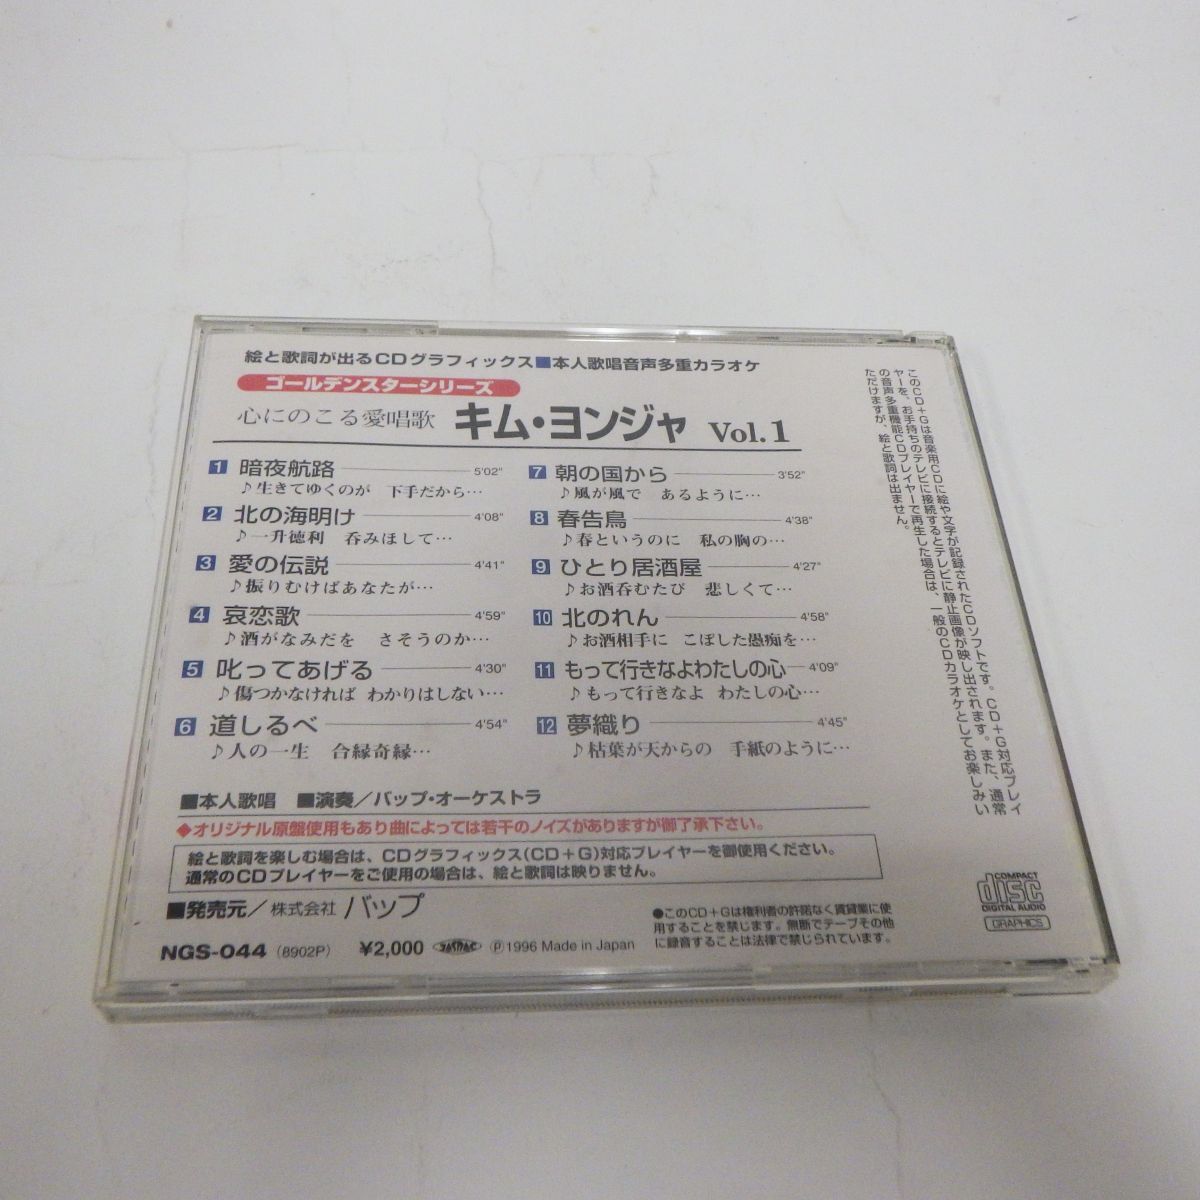 絵と歌詞が出るCDグラフィックス■本人歌唱音声多重カラオケ
ゴールデンスターシリーズ
心にのこる愛唱歌 キム・ヨンジャ Vol.1
1 暗夜航路 5'02"
♪生きてゆくのが 下手だから…
2 北の海明け 4'08"
♪一升徳利 呑みほして…
3 愛の伝説 4'41"
♪振りむけばあなたが…
4 哀恋歌 4'59"
♪酒がなみだを さそうのか…
5 叱ってあげる 4'30"
♪傷つかなければ わかりはしない…
6 道しるべ 4'54"
♪人の一生 合縁奇縁…
7 朝の国から 3'52"
♪風が風で あるように…
8 春告鳥 4'38"
♪春というのに 私の胸の…
9 ひとり居酒屋 4'27"
♪お酒呑むたび 悲しくて…
10 北のれん 4'58"
♪お酒相手に こぼした愚痴を…
11 もって行きなよわたしの心 4'09"
♪もって行きなよ わたしの心…
12 夢織り 4'45"
♪枯葉が天からの 手紙のように…
■本人歌唱 ■演奏/バップ・オーケストラ
◆オリジナル原盤使用もあり曲によっては若干のノイズがありますが御了承下さい。
絵と歌詞を楽しむ場合は、CDグラフィックス(CD+G)対応プレイヤーを御使用ください。
通常のCDプレイヤーをご使用の場合は、絵と歌詞は映りません。
■発売元/株式会社 バップ
NGS-044 (8902P) ¥2,000 JASRAC Ⓟ1996 Made in Japan
●このCD+Gは権利者の許諾なく賃貸業に使
用することを禁じます。無断でテープその他
に録音することは法律で禁じられています。
COMPACT
disc
DIGITAL AUDIO
GRAPHICS
このCD+Gは音楽用CDに絵や文字が記録されたCDソフトです。CD+G対応プレイ
ヤーを、お手持ちのテレビに接続するとテレビに静止画像が映し出されます。また、通常
の音声多重機能CDプレイヤーで再生した場合は、一般のCDカラオケとしてお楽しみい
ただけますが、絵と歌詞は出ません。